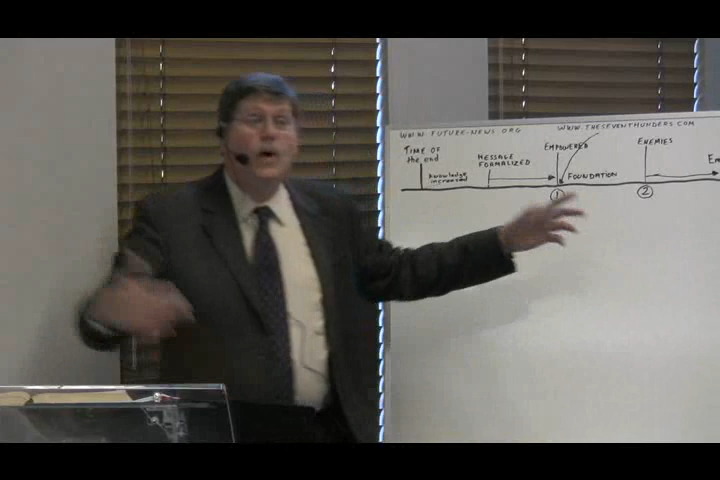 WWW.FUTURE-NEWS.ORG
WWW.THESEVENTHUNDERS.COM
TIME OF
the end
Knowledge
increased
MESSAGE
FORMALIZED
EMPOWERED
FOUNDATION
1
ENEMIES
2
Em